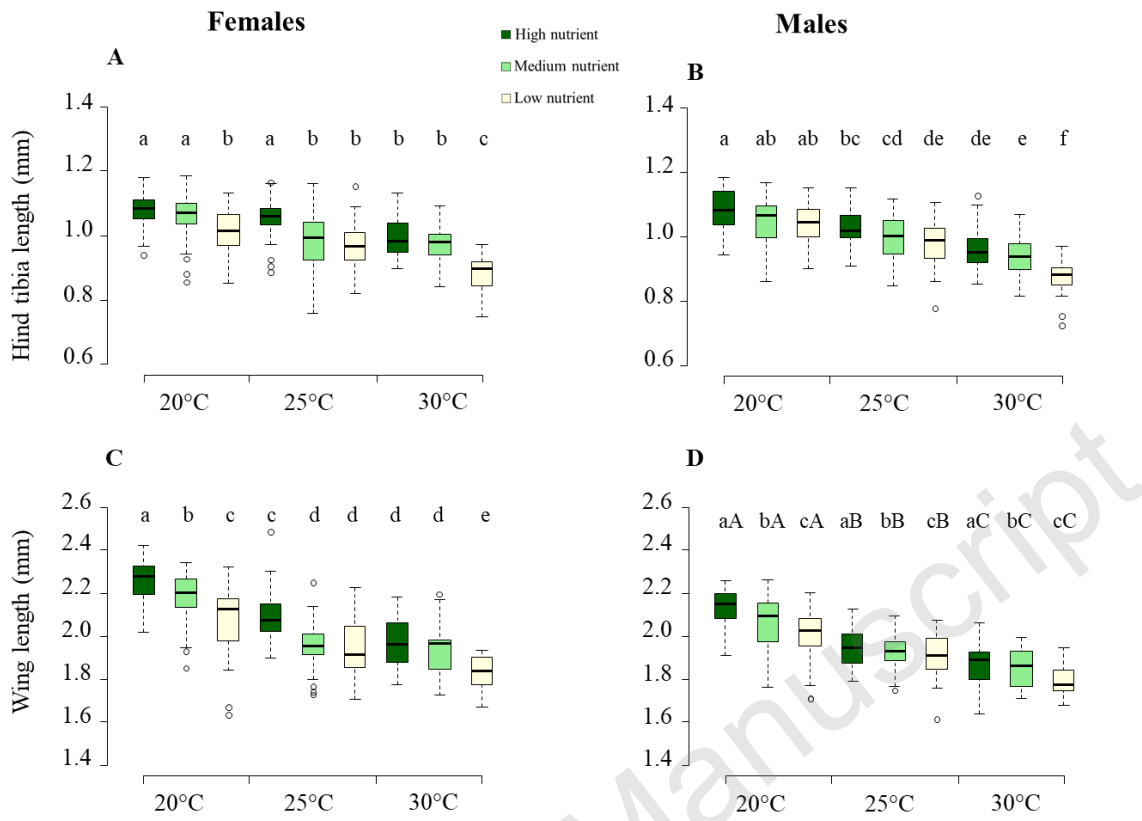 Females
Males
High nutrient
Medium nutrient
Low nutrient
A
B
Hind tibia length (mm)
1.4
1.2
1.0
0.8
0.6
a a b a b b b b c
20°C 25°C 30°C
1.4
1.2
1.0
0.8
0.6
a ab ab bc cd de de e f
20°C 25°C 30°C
C
D
Wing length (mm)
2.6
2.4
2.2
2.0
1.8
1.6
1.4
a b c c d d d d e
20°C 25°C 30°C
2.6
2.4
2.2
2.0
1.8
1.6
1.4
aA bA cA aB bB cB aC bC cC
20°C 25°C 30°C
Manuscript